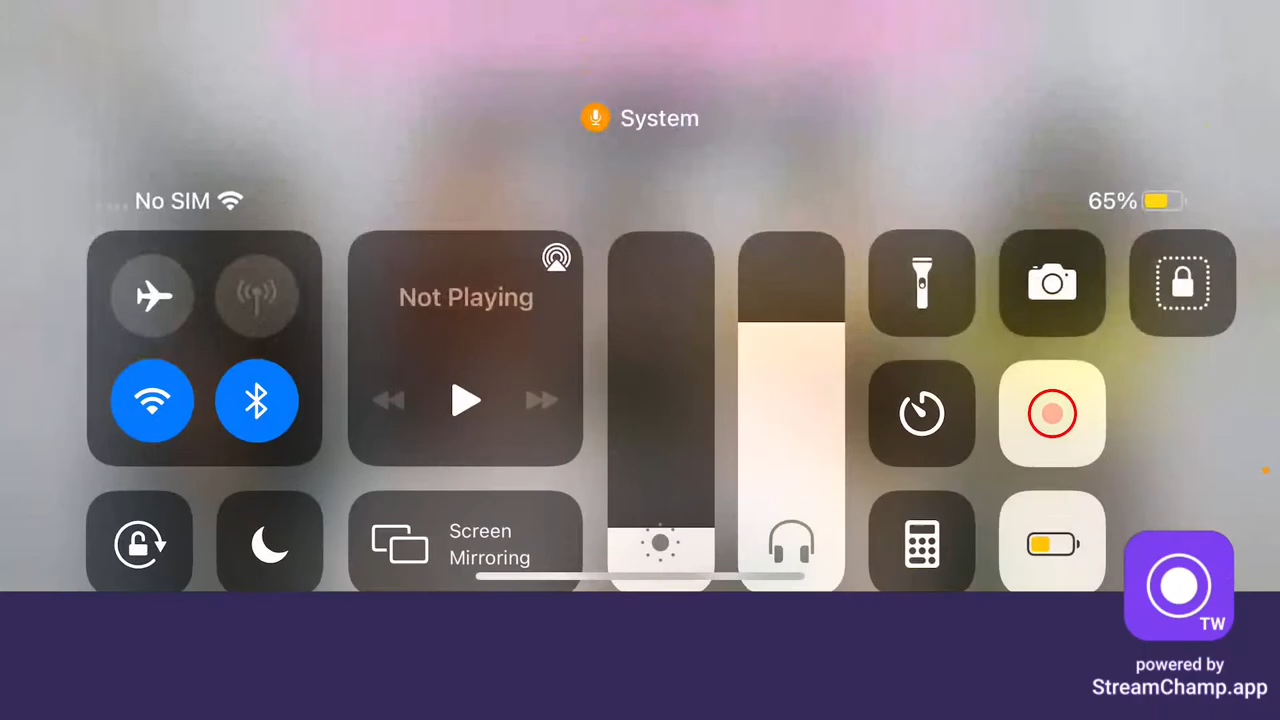 System
No SIM
65%
Not Playing
Screen
Mirroring
TW
powered by
StreamChamp.app